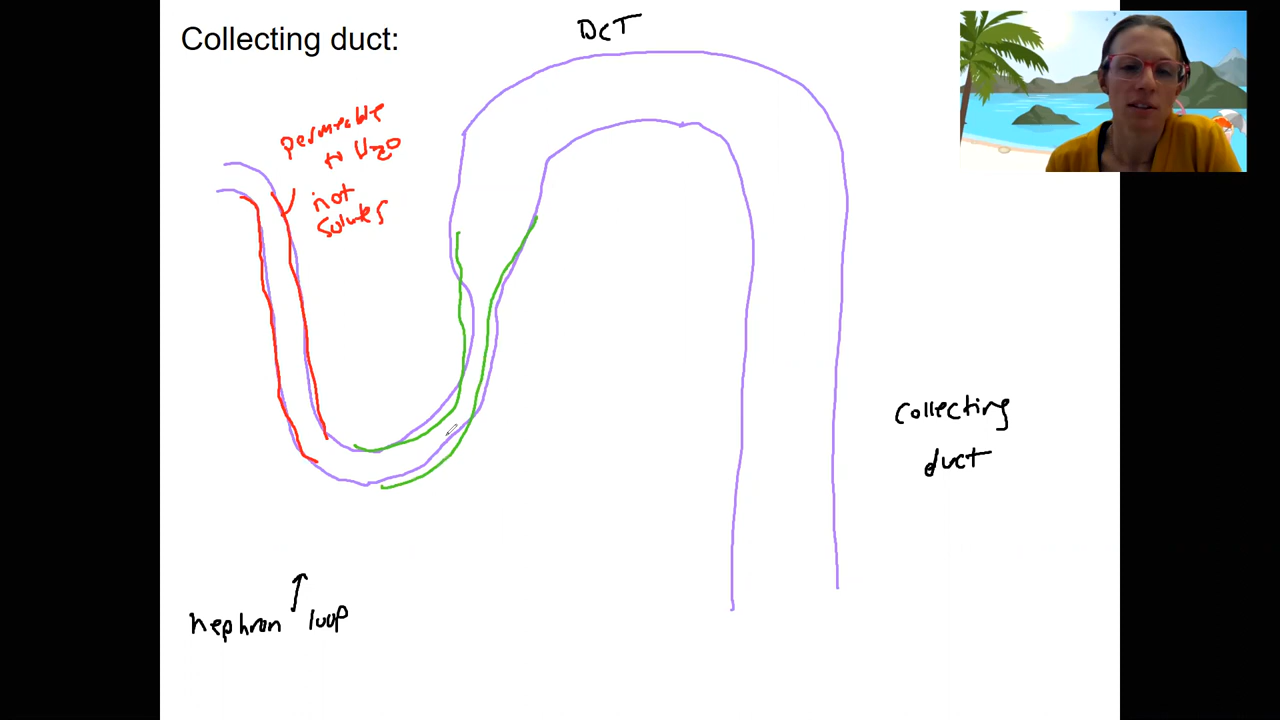 Collecting duct:
DCT
permeable
to H2O
not
solutes
collecting
duct
nephron loop